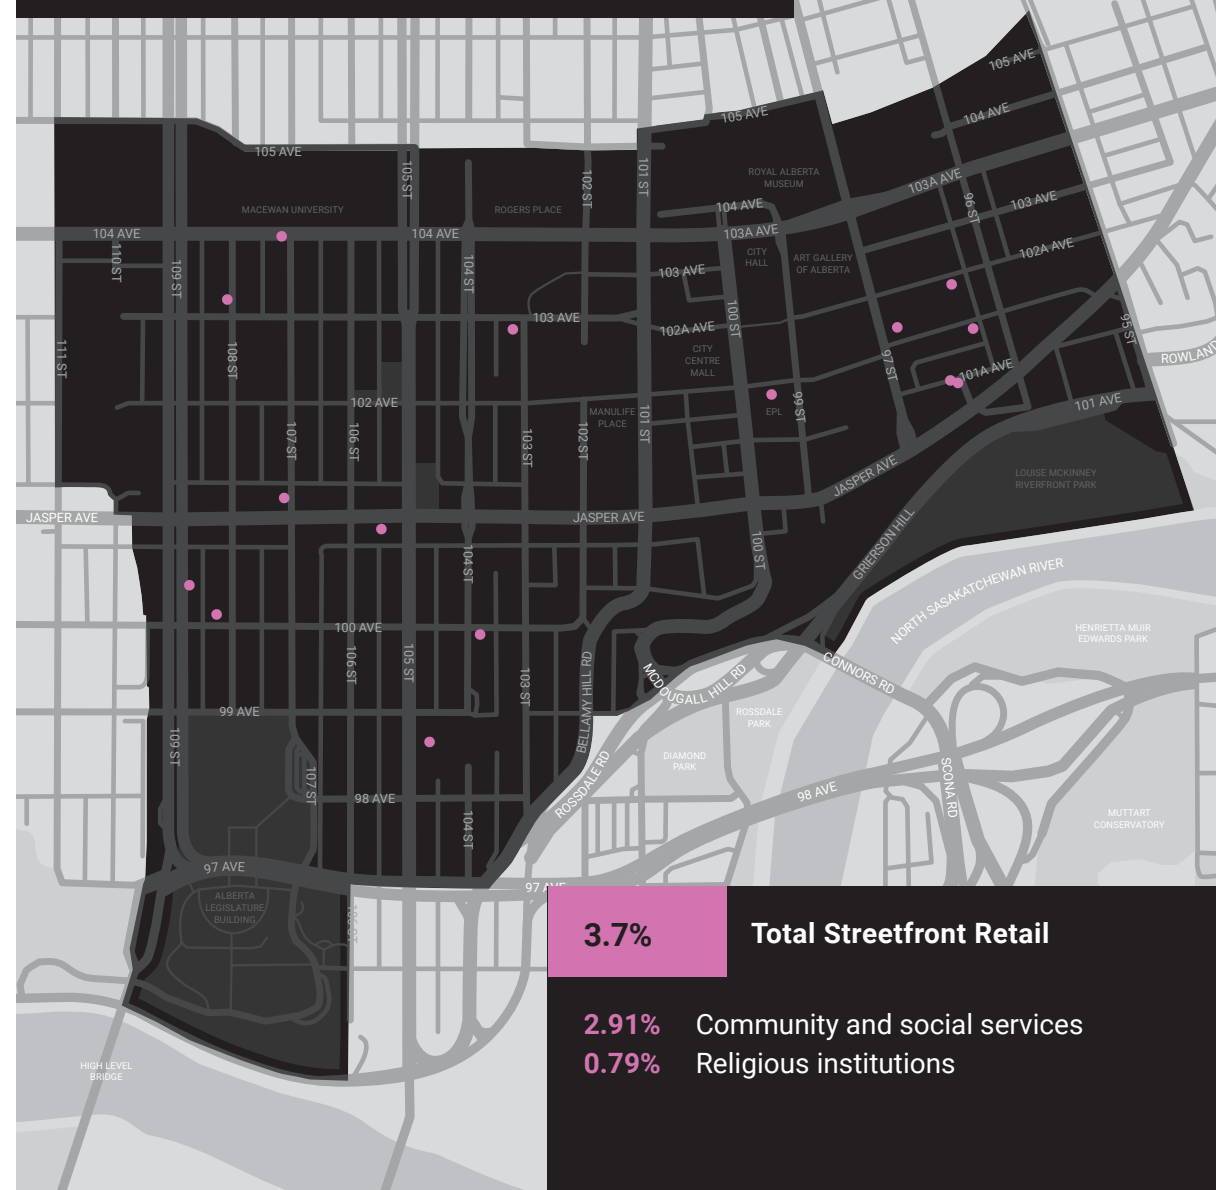 105 AVE
104 AVE
105 AVE
105 AVE
105 ST
102 ST
101 ST
ROYAL ALBERTA
MUSEUM
103A AVE
96 ST
103 AVE
MACEWAN UNIVERSITY
ROGERS PLACE
104 AVE
104 AVE
104 AVE
103A AVE
102A AVE
110 ST
109 ST
104 ST
CITY
HALL
ART GALLERY
OF ALBERTA
103 AVE
103 AVE
102A AVE
100 ST
95 ST
111 ST
108 ST
CITY
CENTRE
MALL
97 ST
101A AVE
ROWLAND
102 AVE
MANULIFE
PLACE
101 ST
EPL
99 ST
101 AVE
107 ST
106 ST
103 ST
102 ST
JASPER AVE
LOUISE MCKINNEY
RIVERFRONT PARK
JASPER AVE
JASPER AVE
104 ST
100 ST
GRIERSON HILL
NORTH SASAKATCHEWAN RIVER
100 AVE
HENRIETTA MUIR
EDWARDS PARK
106 ST
105 ST
103 ST
BELLAMY HILL RD
MCDOUGALL HILL RD
CONNORS RD
99 AVE
ROSSDALE
PARK
109 ST
107 ST
DIAMOND
PARK
ROSSDALE RD
98 AVE
98 AVE
SCONA RD
104 ST
MUTTART
CONSERVATORY
97 AVE
97 AVE
ALBERTA
LEGISLATURE
BUILDING
HIGH LEVEL
BRIDGE
3.7%
Total Streetfront Retail
2.91% Community and social services
0.79% Religious institutions